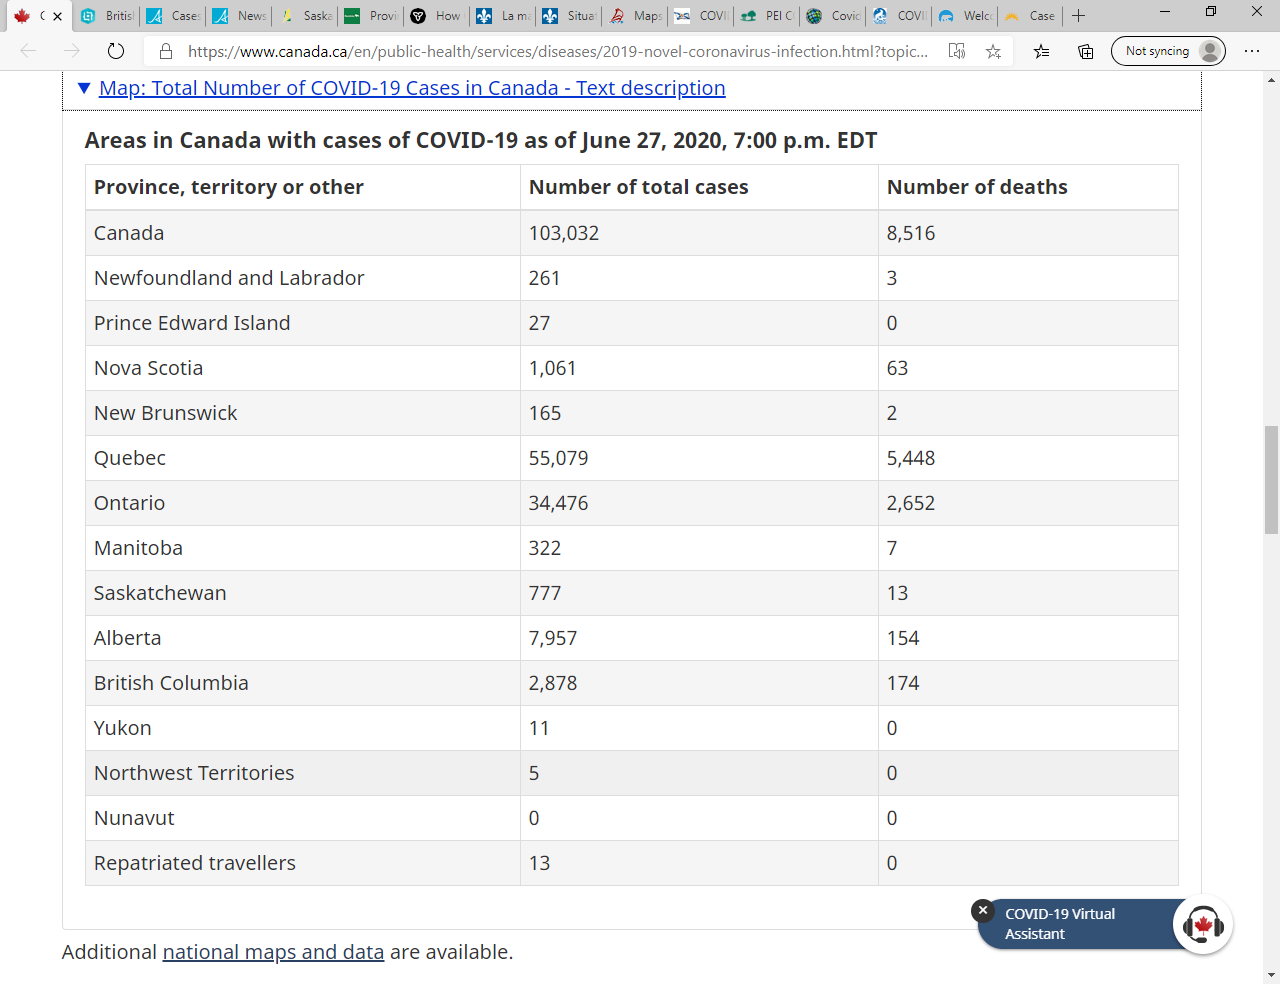 Britis
Cases
News
Saska
Provi
How
La ma
Situat
Maps
COVI
PEI C
Covid
COVI
Welc
Case
https://www.canada.ca/en/public-health/services/diseases/2019-novel-coronavirus-infection.html?topic...
Not syncing
Map: Total Number of COVID-19 Cases in Canada - Text description
Areas in Canada with cases of COVID-19 as of June 27, 2020, 7:00 p.m. EDT
Province, territory or other Number of total cases Number of deaths
Canada 103,032 8,516
Newfoundland and Labrador 261 3
Prince Edward Island 27 0
Nova Scotia 1,061 63
New Brunswick 165 2
Quebec 55,079 5,448
Ontario 34,476 2,652
Manitoba 322 7
Saskatchewan 777 13
Alberta 7,957 154
British Columbia 2,878 174
Yukon 11 0
Northwest Territories 5 0
Nunavut 0 0
Repatriated travellers 13 0
COVID-19 Virtual
Assistant
Additional national maps and data are available.